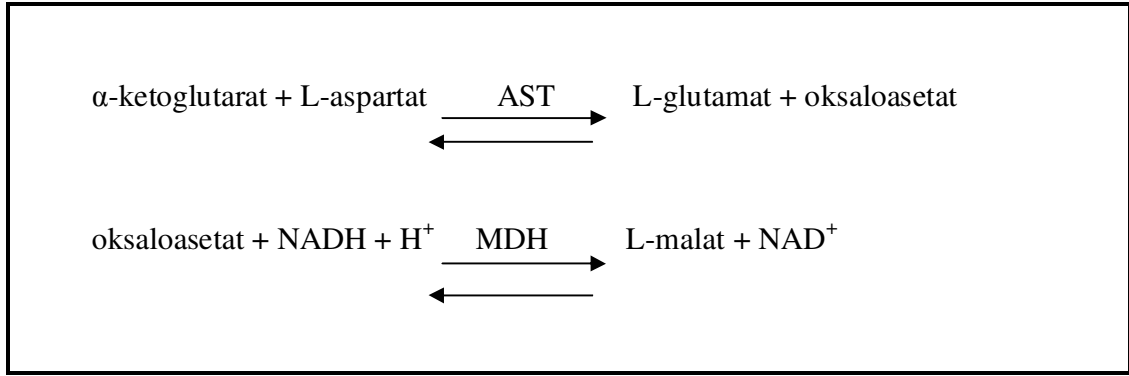 α-ketoglutarat + L-aspartat AST L-glutamat + oksaloasetat
oksaloasetat + NADH + H⁺ MDH L-malat + NAD⁺